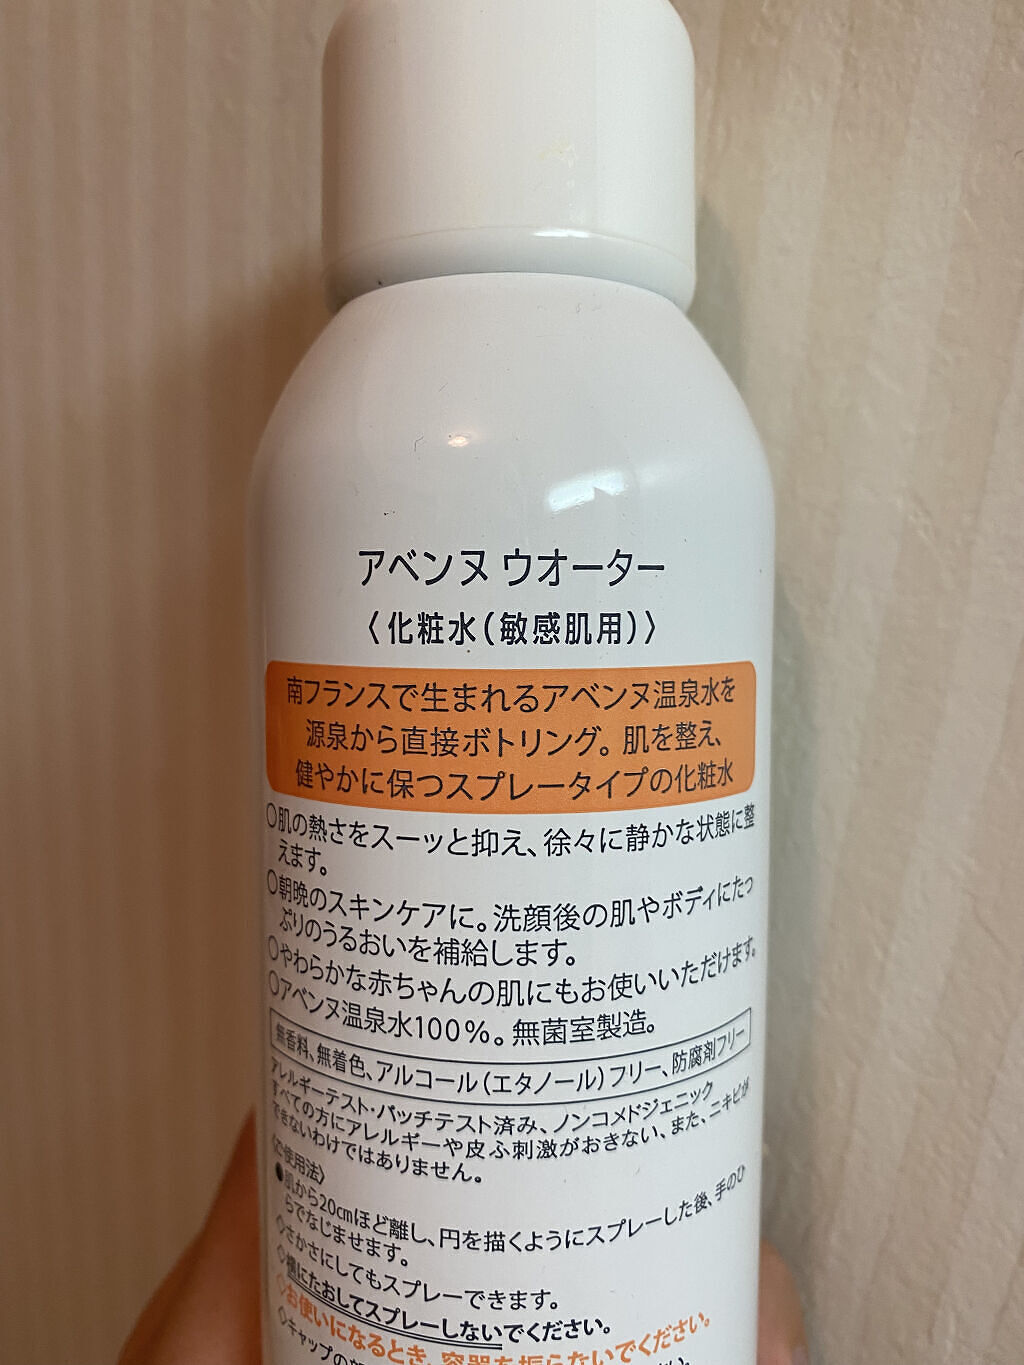 アベンヌ ウオーター
〈化粧水(敏感肌用)〉
南フランスで生まれるアベンヌ温泉水を
源泉から直接ボトリング。肌を整え、
健やかに保つスプレータイプの化粧水
○肌の熱さをスーッと抑え、徐々に静かな状態に整
えます。
○朝晩のスキンケアに。洗顔後の肌やボディにたっ
ぷりのうるおいを補給します。
○やわらかな赤ちゃんの肌にもお使いいただけます。
○アベンヌ温泉水100%。無菌室製造。
無香料、無着色、アルコール(エタノール)フリー、防腐剤フリー
アレルギーテスト・パッチテスト済み、ノンコメドジェニック
すべての方にアレルギーや皮ふ刺激がおきない、また、ニキビが
できないわけではありません。
〈ご使用法〉
●肌から20cmほど離し、円を描くようにスプレーした後、手のひ
らでなじませます。
◇さかさにしてもスプレーできます。
◇横にたおしてスプレーしないでください。
◇お使いになるとき、容器を振らないでください。
◇キャップの